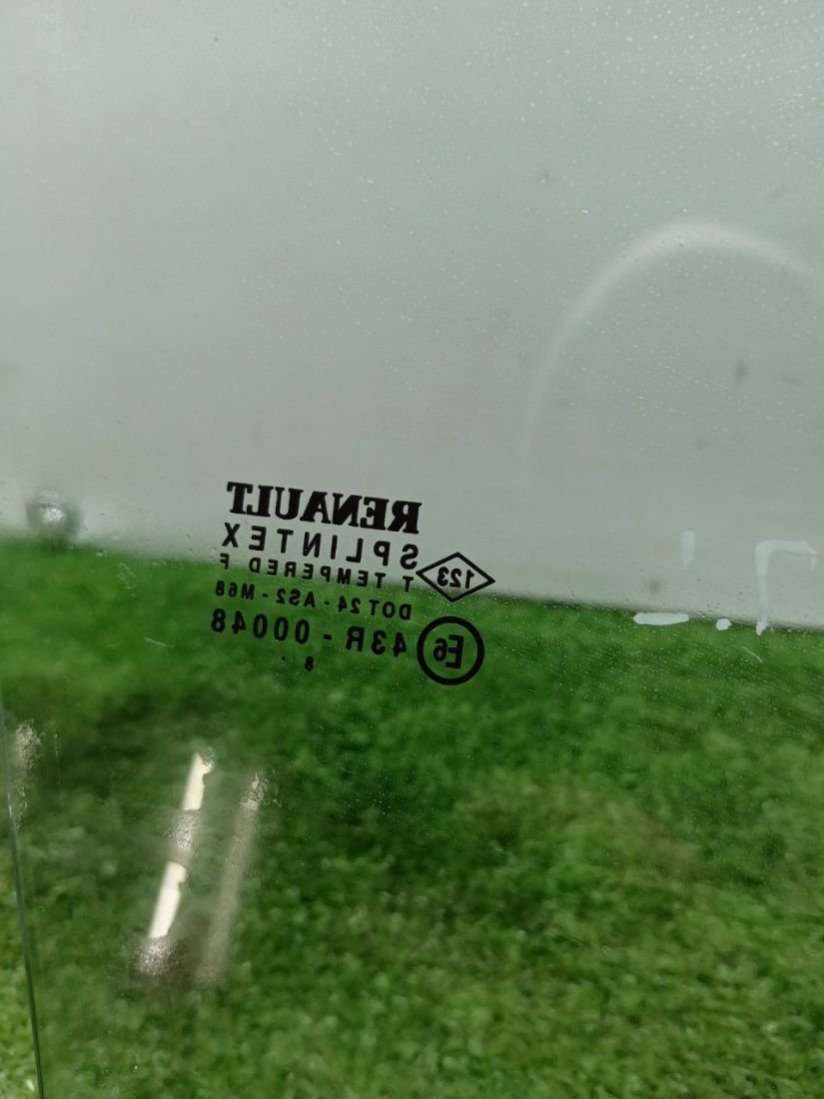 RENAULT
SPLINTEX
123
T TEMPERED F
DOT24 - AS2 - M68
E6 43R - 00048
8